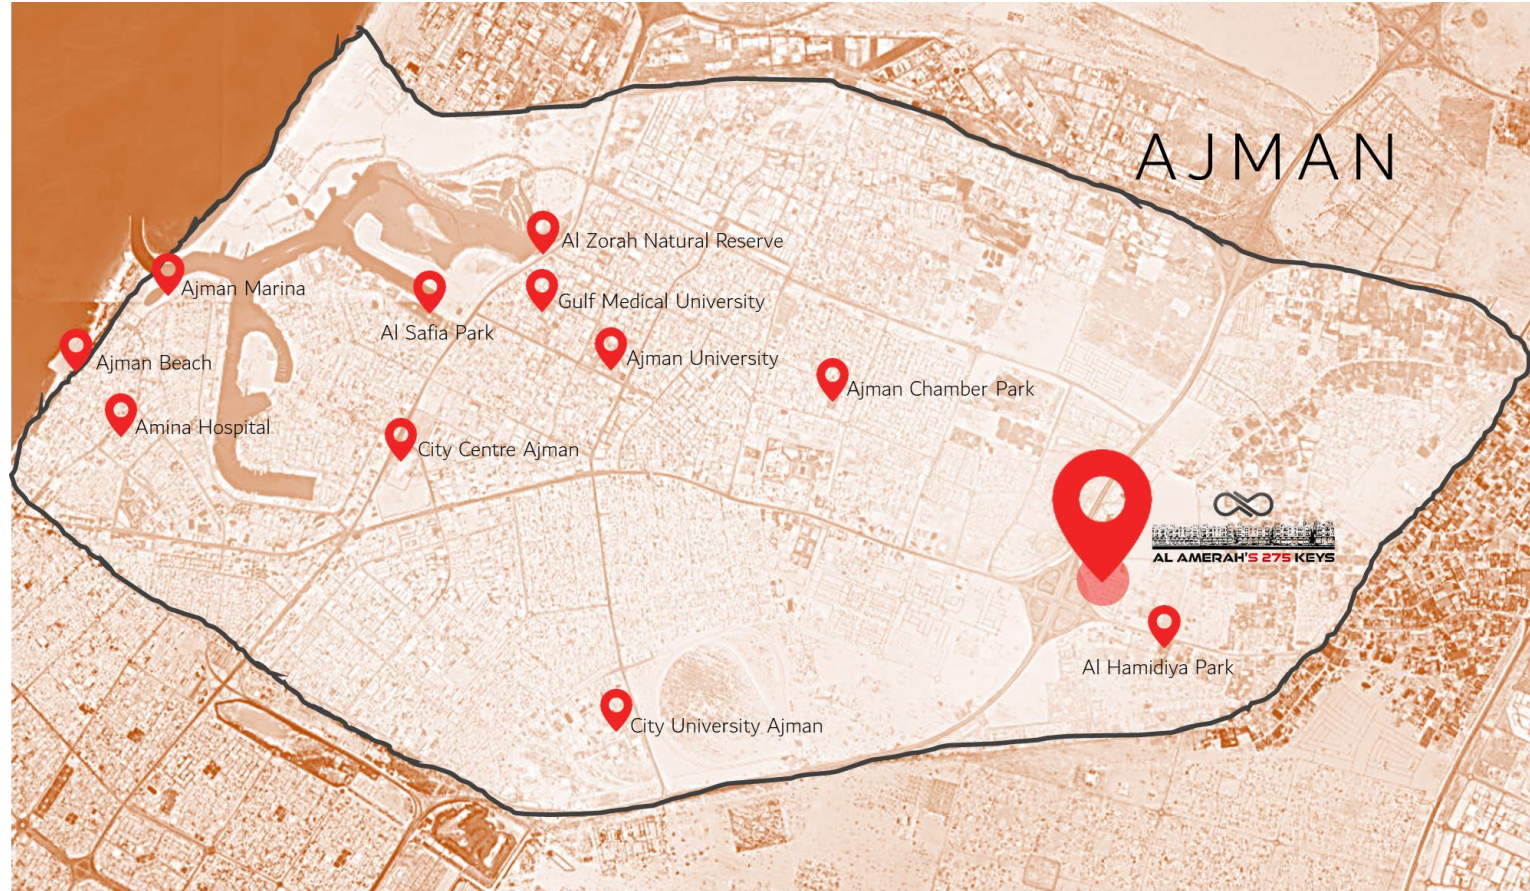 AJMAN
Al Zorah Natural Reserve
Ajman Marina
Gulf Medical University
Al Safia Park
Ajman University
Ajman Beach
Ajman Chamber Park
Amina Hospital
City Centre Ajman
AL AMERAH'S 275 KEYS
Al Hamidiya Park
City University Ajman